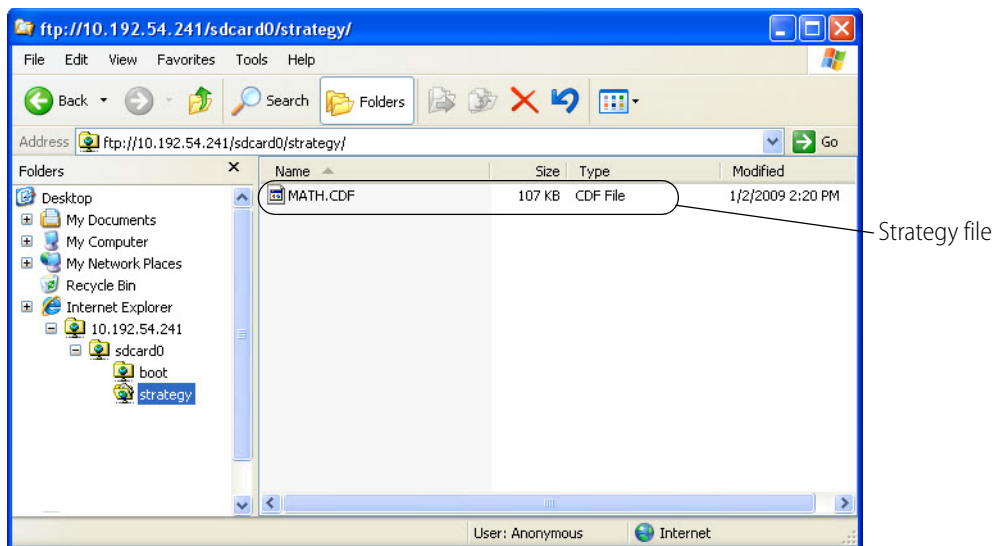 ftp://10.192.54.241/sdcard0/strategy/
File Edit View Favorites Tools Help
Back Search Folders
Address ftp://10.192.54.241/sdcard0/strategy/ Go
Folders x
Name Size Type Modified
Desktop
My Documents
My Computer
My Network Places
Recycle Bin
Internet Explorer
10.192.54.241
sdcard0
boot
strategy
MATH.CDF 107 KB CDF File 1/2/2009 2:20 PM
Strategy file
User: Anonymous Internet